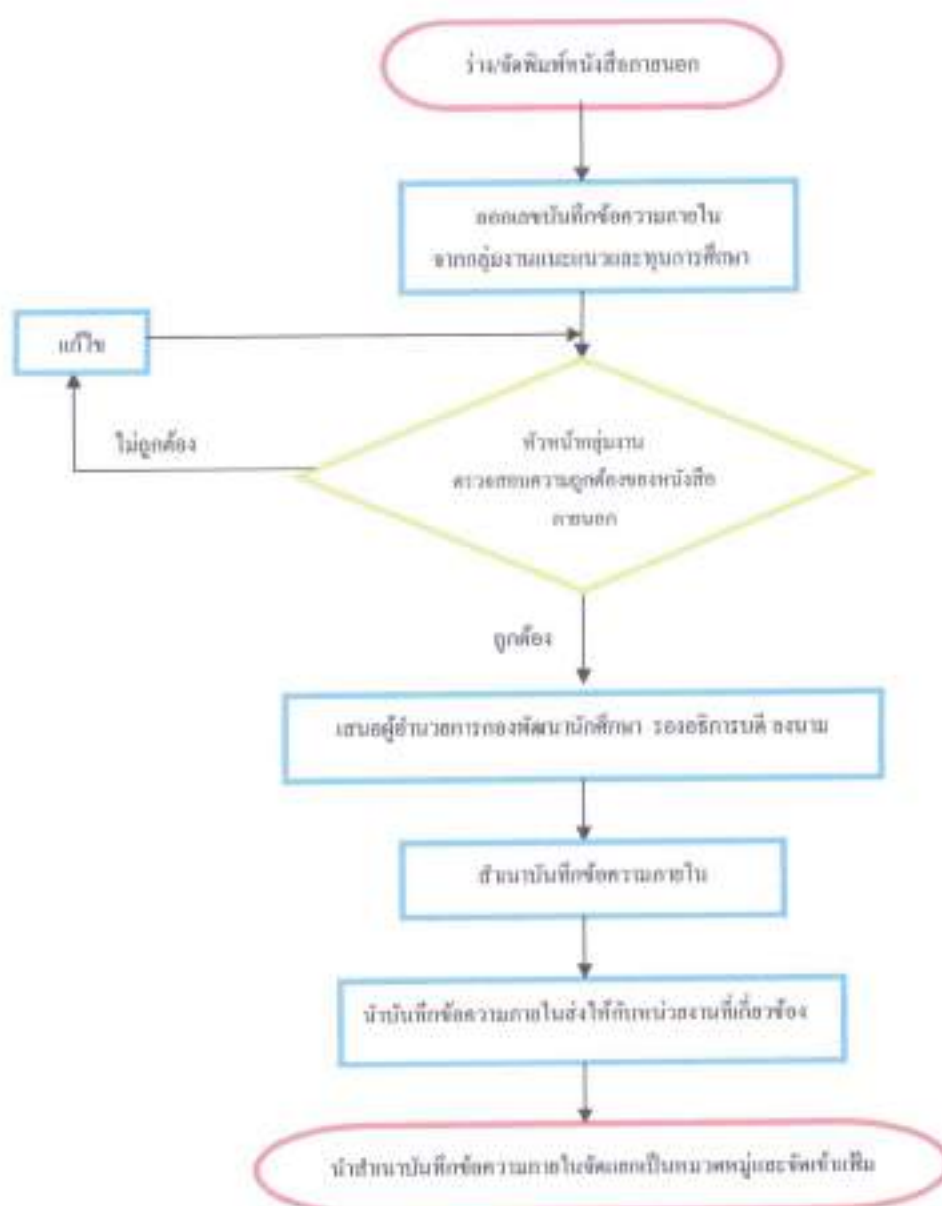 ร่าง/จัดพิมพ์หนังสือภายนอก
ออกเลขบันทึกข้อความภายใน
จากกลุ่มงานแนะแนวและทุนการศึกษา
แก้ไข
ไม่ถูกต้อง
หัวหน้ากลุ่มงาน
ตรวจสอบความถูกต้องของหนังสือ
ภายนอก
ถูกต้อง
เสนอผู้อำนวยการกองพัฒนานักศึกษา รองอธิการบดี ลงนาม
สำเนาบันทึกข้อความภายใน
นำบันทึกข้อความภายในส่งให้กับหน่วยงานที่เกี่ยวข้อง
นำสำเนาบันทึกข้อความภายในจัดแยกเป็นหมวดหมู่และจัดเข้าแฟ้ม